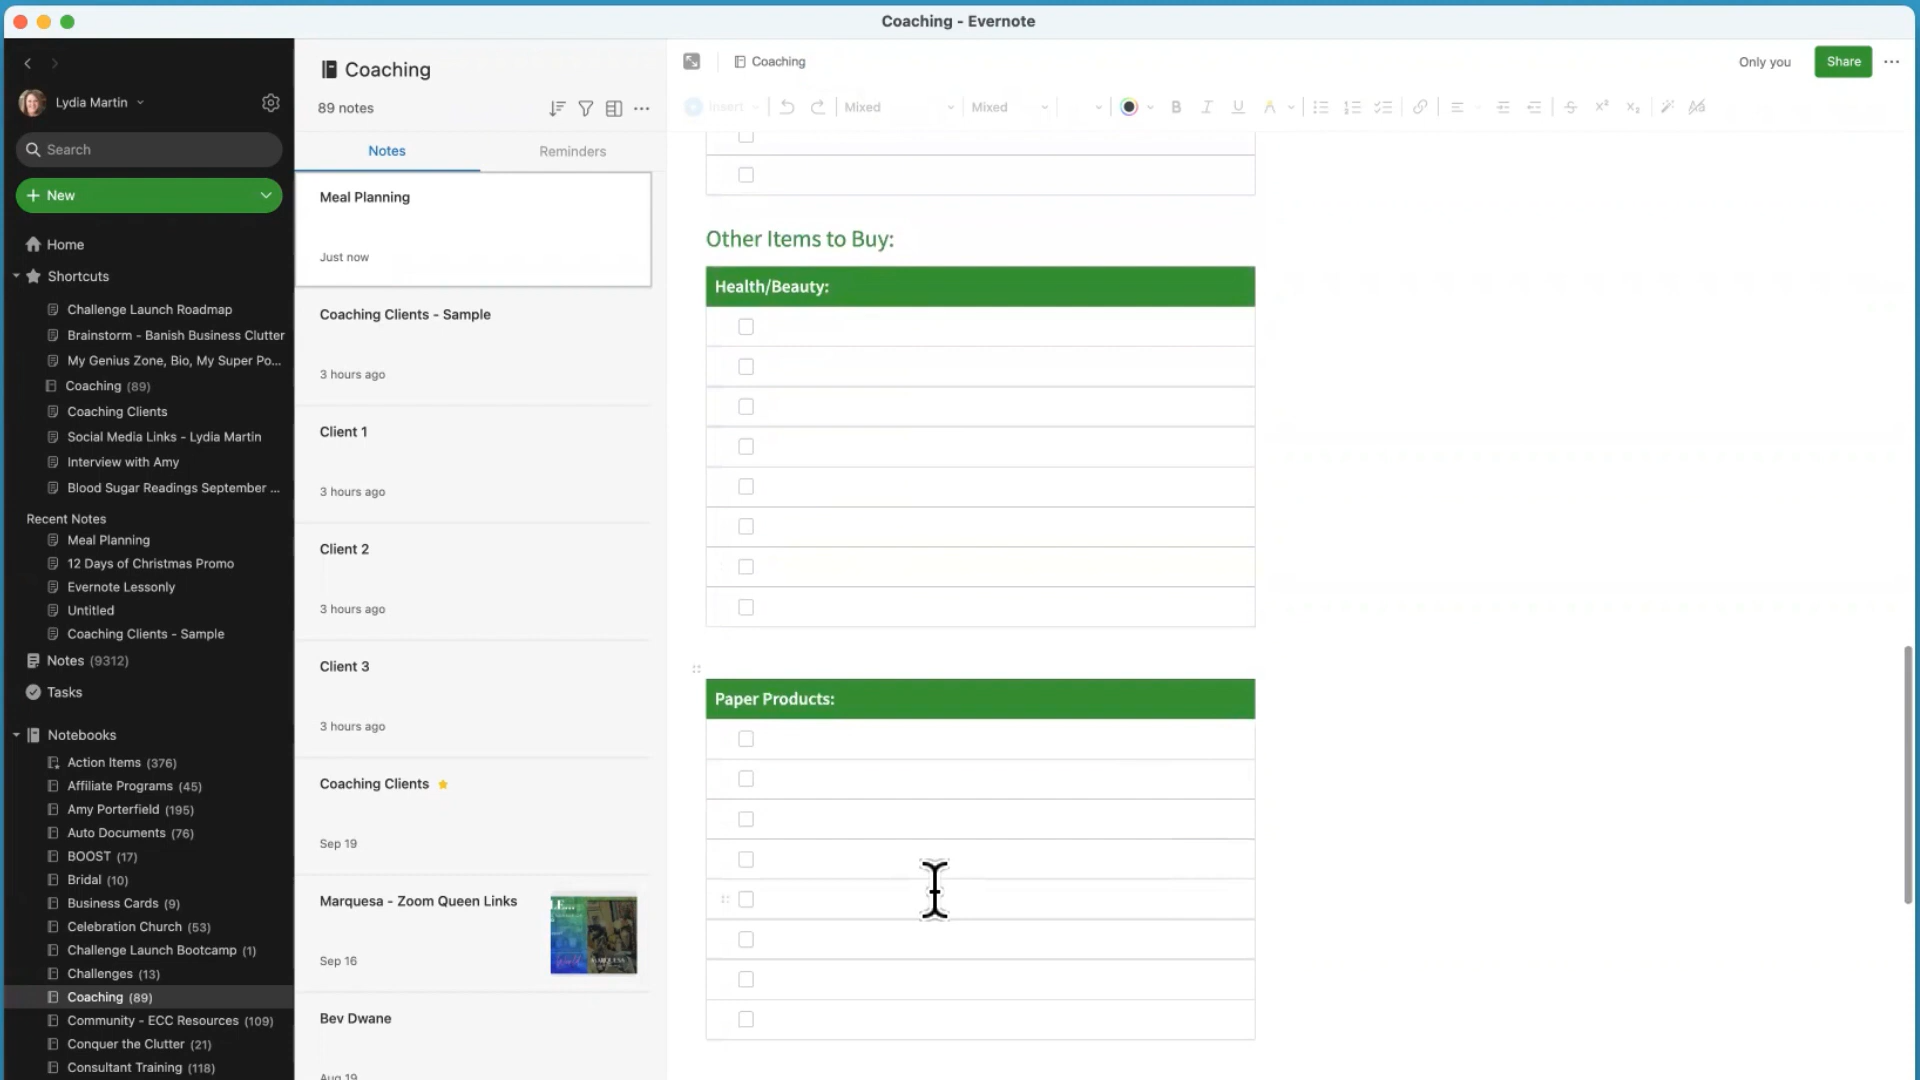 Coaching - Evernote
Lydia Martin
Search
New
Home
Shortcuts
Challenge Launch Roadmap
Brainstorm - Banish Business Clutter
My Genius Zone, Bio, My Super Po...
Coaching (89)
Coaching Clients
Social Media Links - Lydia Martin
Interview with Amy
Blood Sugar Readings September ...
Recent Notes
Meal Planning
12 Days of Christmas Promo
Evernote Lessonly
Untitled
Coaching Clients - Sample
Notes (9312)
Tasks
Notebooks
Action Items (376)
Affiliate Programs (45)
Amy Porterfield (195)
Auto Documents (76)
BOOST (17)
Bridal (10)
Business Cards (9)
Celebration Church (53)
Challenge Launch Bootcamp (1)
Challenges (13)
Coaching (89)
Community - ECC Resources (109)
Conquer the Clutter (21)
Consultant Training (118)
Coaching
89 notes
Notes
Reminders
Meal Planning
Just now
Coaching Clients - Sample
3 hours ago
Client 1
3 hours ago
Client 2
3 hours ago
Client 3
3 hours ago
Coaching Clients
Sep 19
Marquesa - Zoom Queen Links
Sep 16
Bev Dwane
Aug 19
Coaching
Only you
Share
Insert
Mixed
Mixed
Other Items to Buy:
Health/Beauty:
Paper Products: